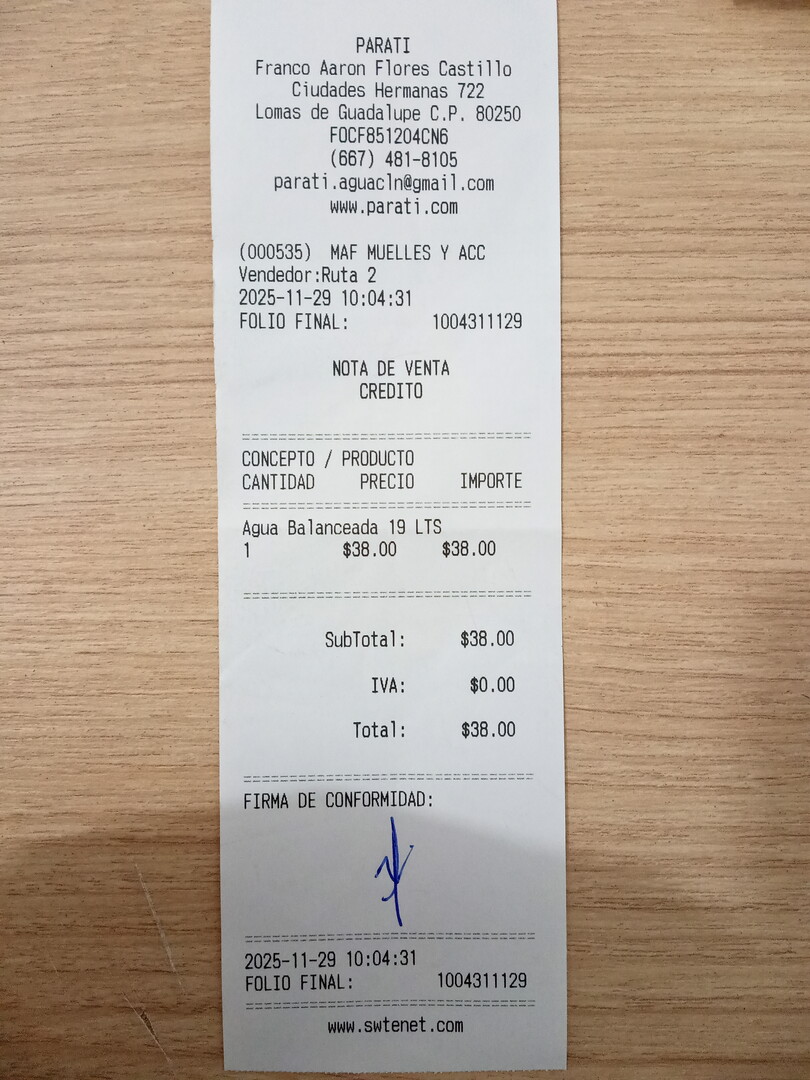 PARATI
Franco Aaron Flores Castillo
Ciudades Hermanas 722
Lomas de Guadalupe C.P. 80250
FOCF851204CN6
(667) 481-8105
parati.aguacln@gmail.com
www.parati.com
(000535) MAF MUELLES Y ACC
Vendedor:Ruta 2
2025-11-29 10:04:31
FOLIO FINAL: 1004311129
NOTA DE VENTA
CREDITO
CONCEPTO / PRODUCTO
CANTIDAD PRECIO IMPORTE
Agua Balanceada 19 LTS
1 $38.00 $38.00
SubTotal: $38.00
IVA: $0.00
Total: $38.00
FIRMA DE CONFORMIDAD:
2025-11-29 10:04:31
FOLIO FINAL: 1004311129
www.swtenet.com